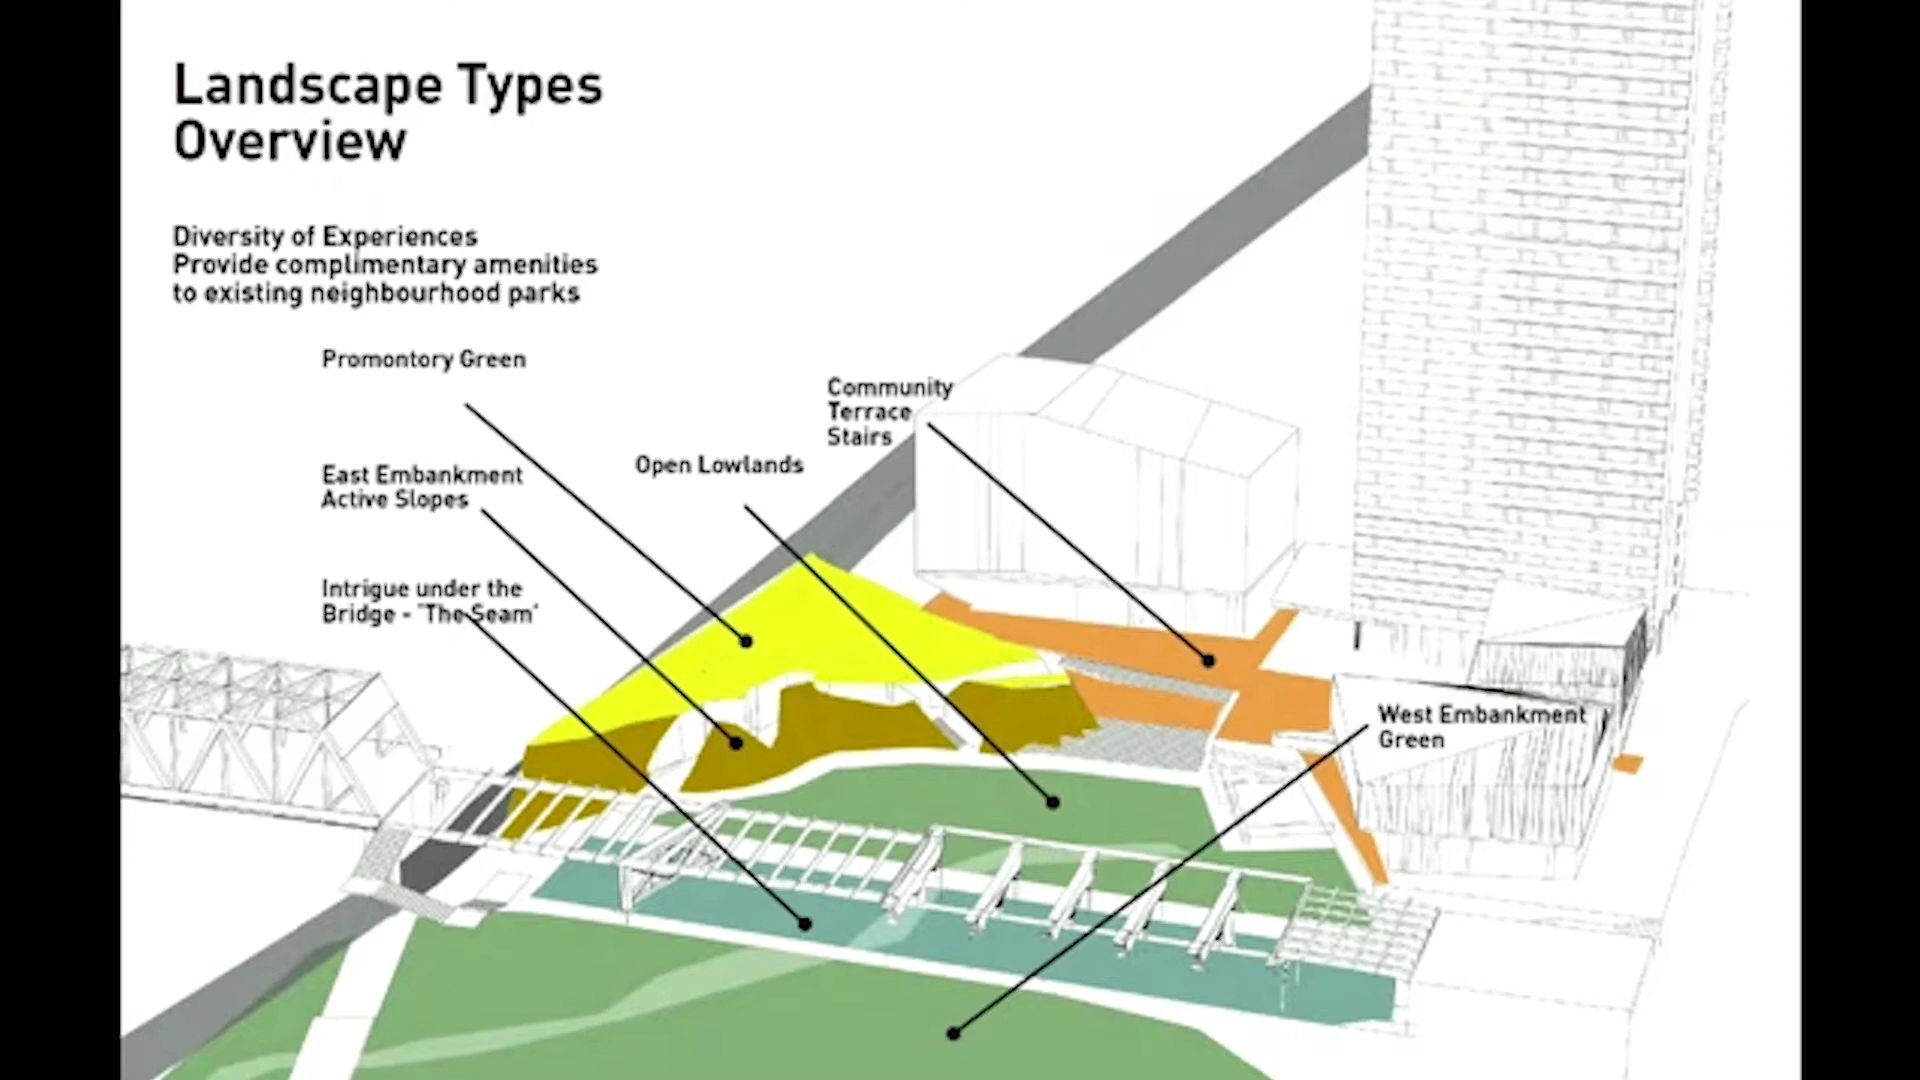 Landscape Types
Overview
Diversity of Experiences
Provide complimentary amenities
to existing neighbourhood parks
Promontory Green
Community
Terrace
Stairs
Open Lowlands
East Embankment
Active Slopes
Intrigue under the
Bridge - 'The Seam'
West Embankment
Green